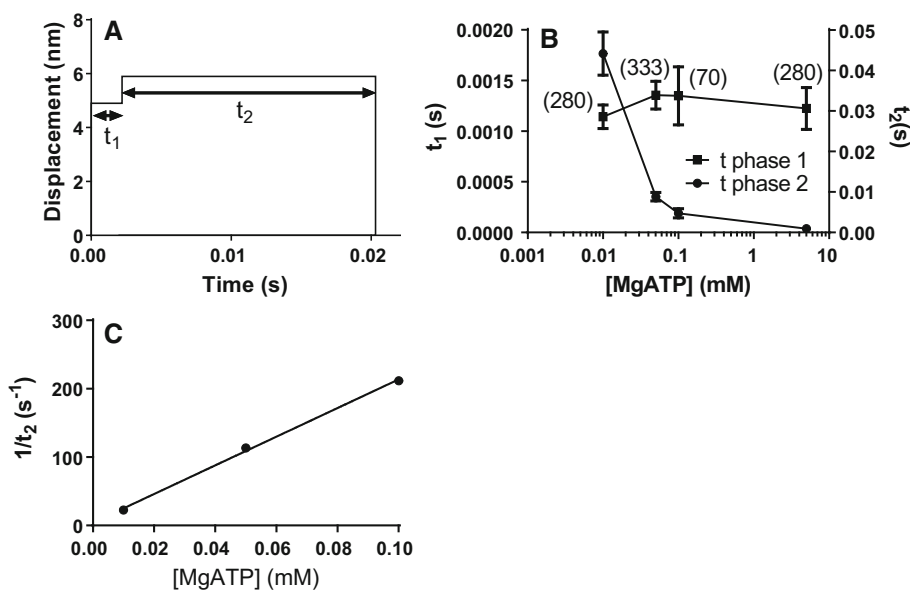 A
Displacement (nm)
8
6
4
2
0
t1
t2
0.00 0.01 0.02
Time (s)
B
t1 (s)
0.0020
0.0015
0.0010
0.0005
0.0000
(280)
(333)
(70)
(280)
t phase 1
t phase 2
0.05
0.04
0.03
0.02
0.01
0.00
t2(s)
0.001 0.01 0.1 1 10
[MgATP] (mM)
C
1/t2 (s-1)
300
200
100
0
0.00 0.02 0.04 0.06 0.08 0.10
[MgATP] (mM)